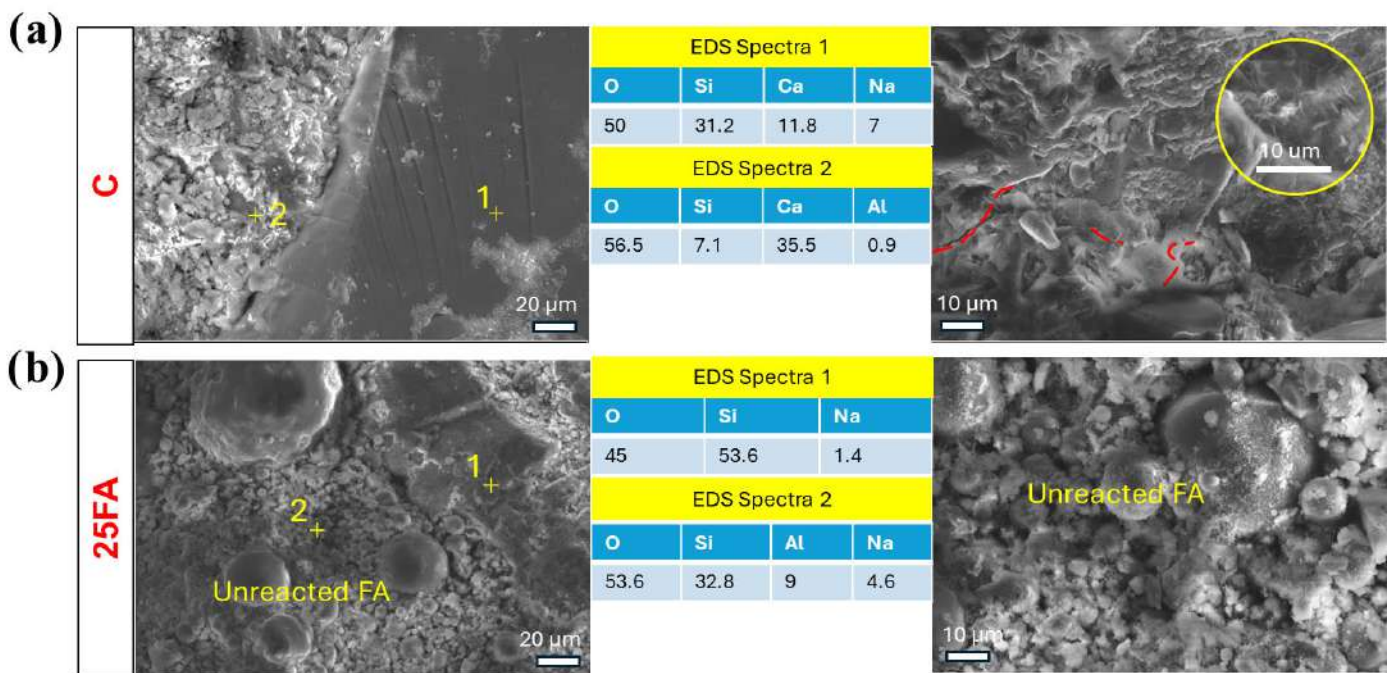 (a)
C
1
2
20 µm
EDS Spectra 1
O Si Ca Na
50 31.2 11.8 7
EDS Spectra 2
O Si Ca Al
56.5 7.1 35.5 0.9
10 um
10 µm
(b)
25FA
1
2
Unreacted FA
20 µm
EDS Spectra 1
O Si Na
45 53.6 1.4
EDS Spectra 2
O Si Al Na
53.6 32.8 9 4.6
Unreacted FA
10 µm